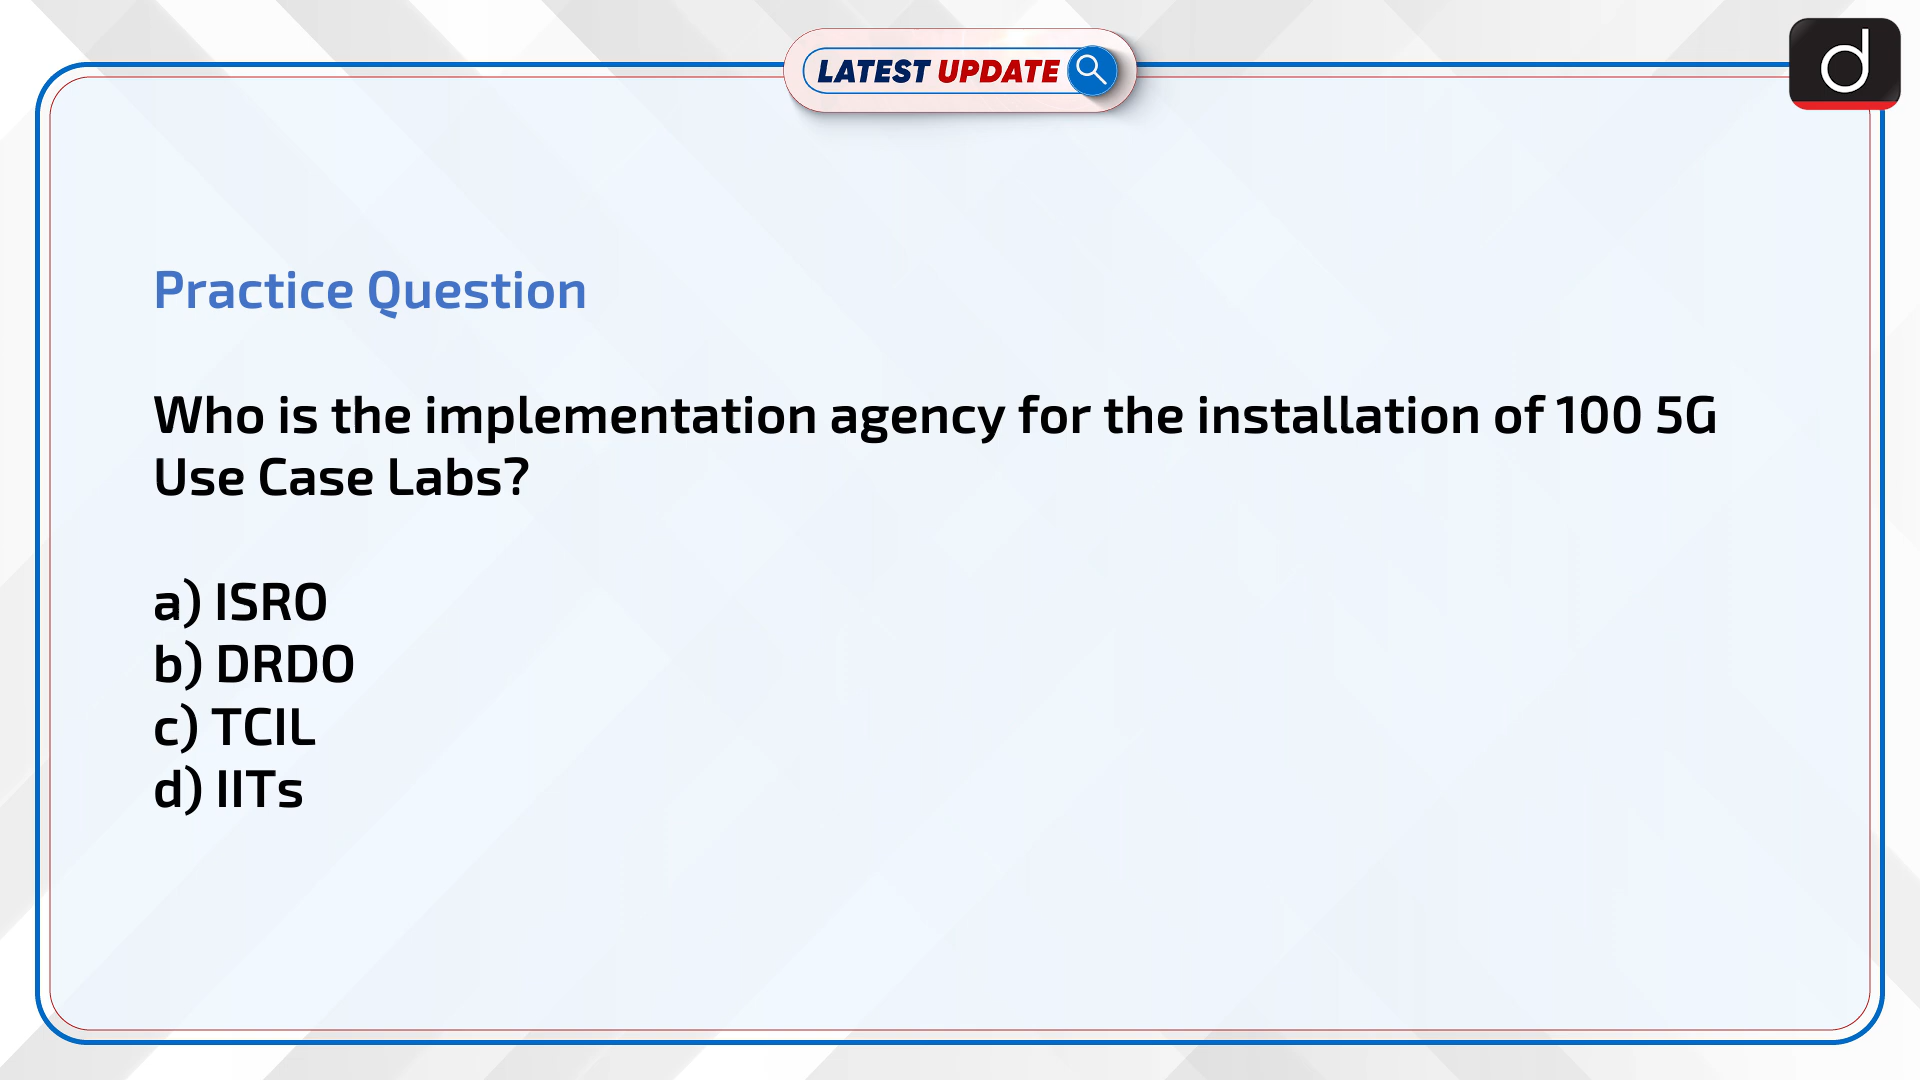 LATEST UPDATE
d
Practice Question
Who is the implementation agency for the installation of 100 5G
Use Case Labs?
a) ISRO
b) DRDO
c) TCIL
d) IITs